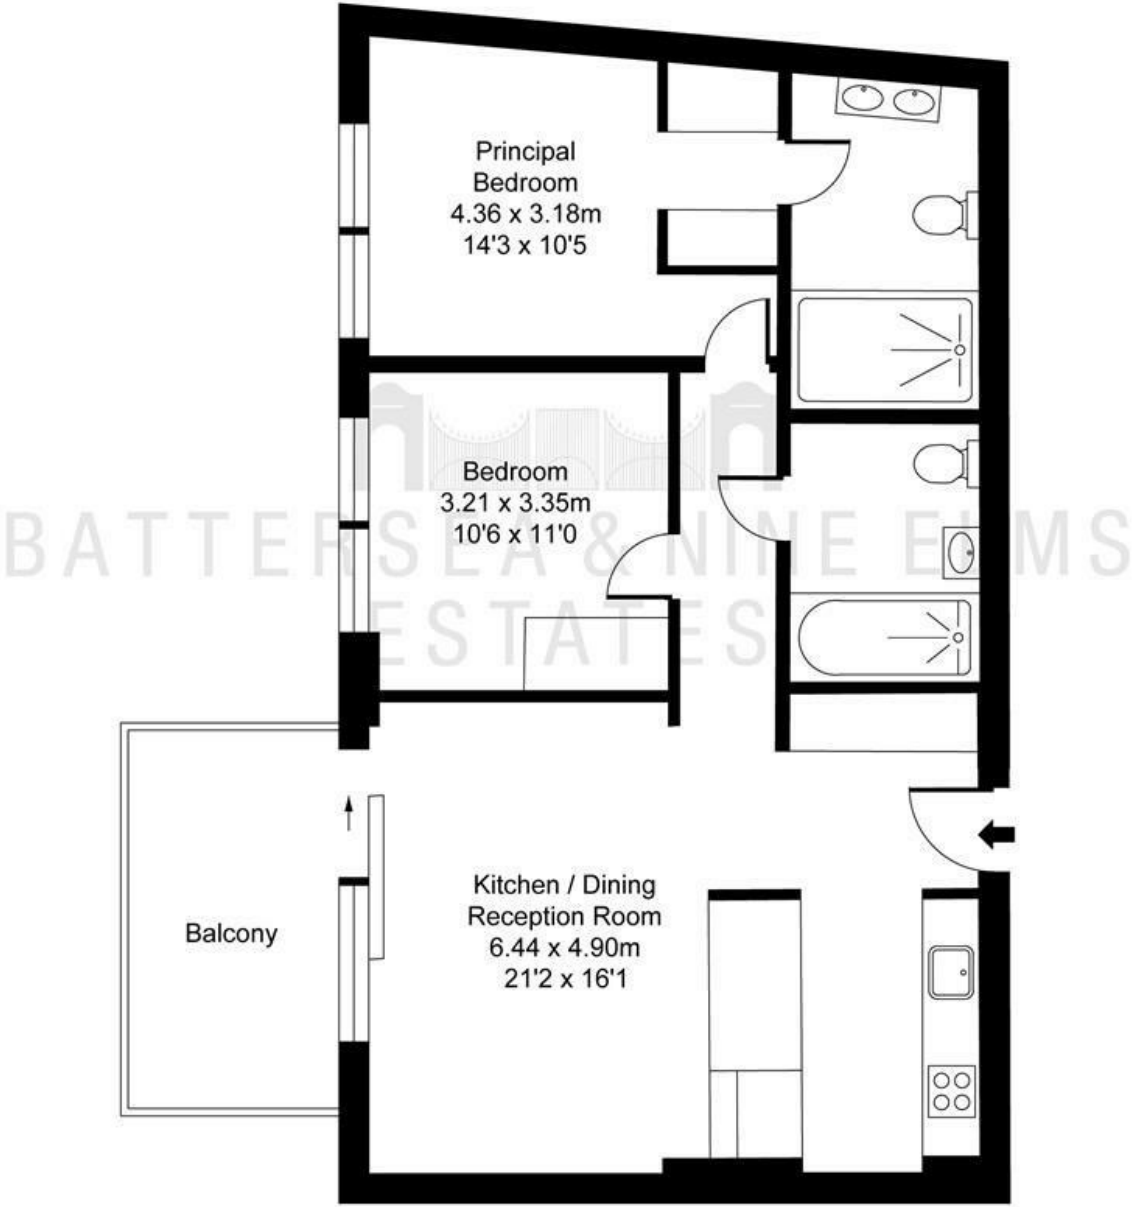 Principal
Bedroom
4.36 x 3.18m
14'3 x 10'5
Bedroom
3.21 x 3.35m
10'6 x 11'0
BATTERSEA & NINE ELMS
ESTATES
Kitchen / Dining
Reception Room
6.44 x 4.90m
21'2 x 16'1
Balcony